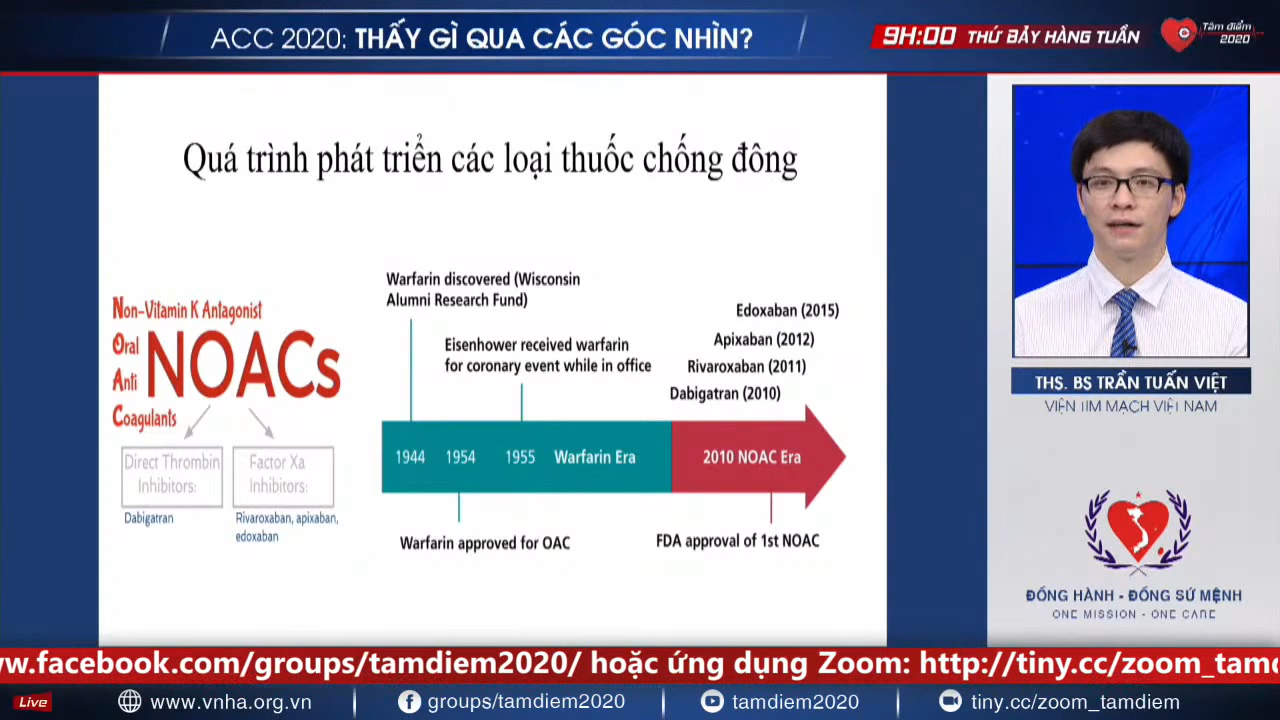 ACC 2020: THẤY GÌ QUA CÁC GÓC NHÌN?
9H:00 THỨ BẢY HÀNG TUẦN
Tâm điểm
2020
Quá trình phát triển các loại thuốc chống đông
Non-Vitamin K Antagonist
Oral
Anti
Coagulants
NOACs
Direct Thrombin
Inhibitors:
Dabigatran
Factor Xa
Inhibitors:
Rivaroxaban, apixaban,
edoxaban
Warfarin discovered (Wisconsin
Alumni Research Fund)
Eisenhower received warfarin
for coronary event while in office
Edoxaban (2015)
Apixaban (2012)
Rivaroxaban (2011)
Dabigatran (2010)
1944 1954 1955 Warfarin Era 2010 NOAC Era
Warfarin approved for OAC
FDA approval of 1st NOAC
THS. BS TRẦN TUẤN VIỆT
VIỆN TIM MẠCH VIỆT NAM
ĐỒNG HÀNH - ĐỒNG SỨ MỆNH
ONE MISSION - ONE CARE
w.facebook.com/groups/tamdiem2020/ hoặc ứng dụng Zoom: http://tiny.cc/zoom_tamd
Live
www.vnha.org.vn
groups/tamdiem2020
tamdiem2020
tiny.cc/zoom_tamdiem